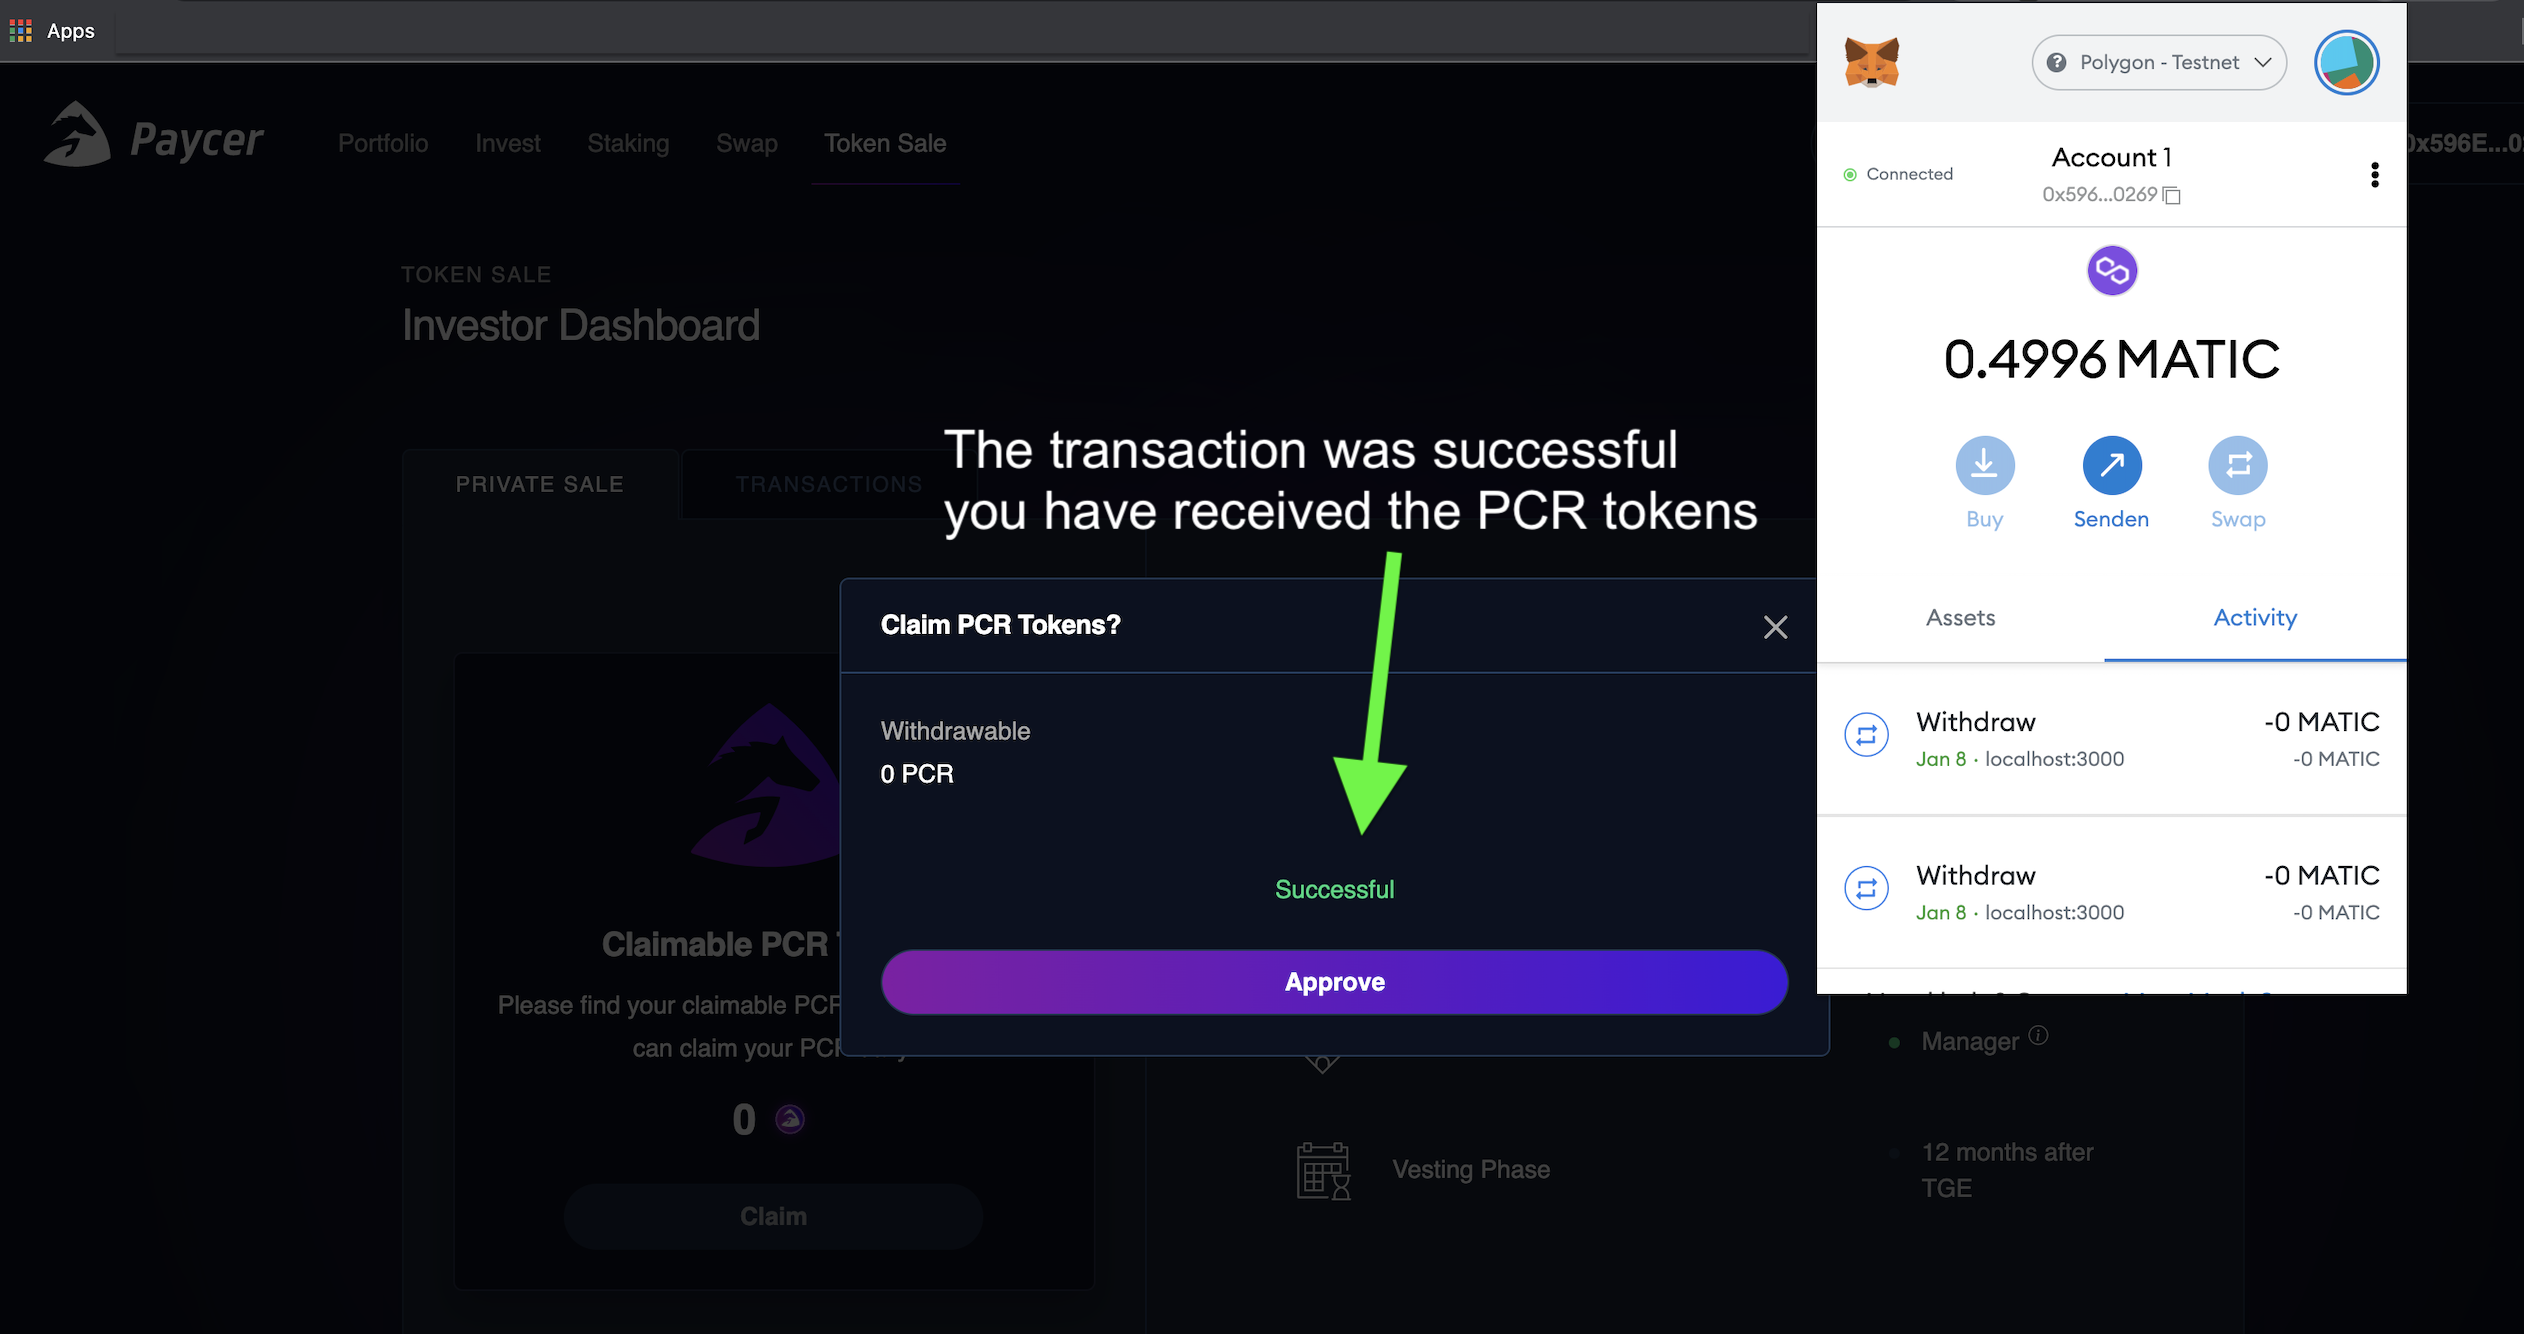 Apps
Paycer
Portfolio
Invest
Staking
Swap
Token Sale
0x596E...0
TOKEN SALE
Investor Dashboard
PRIVATE SALE
TRANSACTIONS
The transaction was successful
you have received the PCR tokens
Claim PCR Tokens?
Withdrawable
0 PCR
Successful
Approve
Claimable PCR
Please find your claimable PCR
can claim your
0
Claim
Manager
Vesting Phase
12 months after
TGE
Polygon - Testnet
Connected
Account 1
0x596...0269
0.4996 MATIC
Buy
Senden
Swap
Assets
Activity
Withdraw
-0 MATIC
Jan 8 · localhost:3000
-0 MATIC
Withdraw
-0 MATIC
Jan 8 · localhost:3000
-0 MATIC